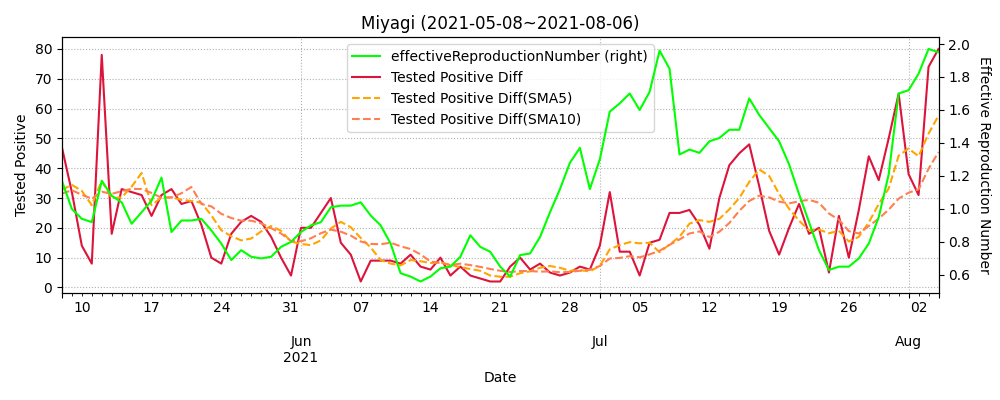 Miyagi (2021-05-08~2021-08-06)
effectiveReproductionNumber (right)
Tested Positive Diff
Tested Positive Diff(SMA5)
Tested Positive Diff(SMA10)
Tested Positive
80
70
60
50
40
30
20
10
0
2.0
1.8
1.6
1.4
1.2
1.0
0.8
0.6
Effective Reproduction Number
10 17 24 31 07 14 21 28 05 12 19 26 02
Jun Jul Aug
2021
Date